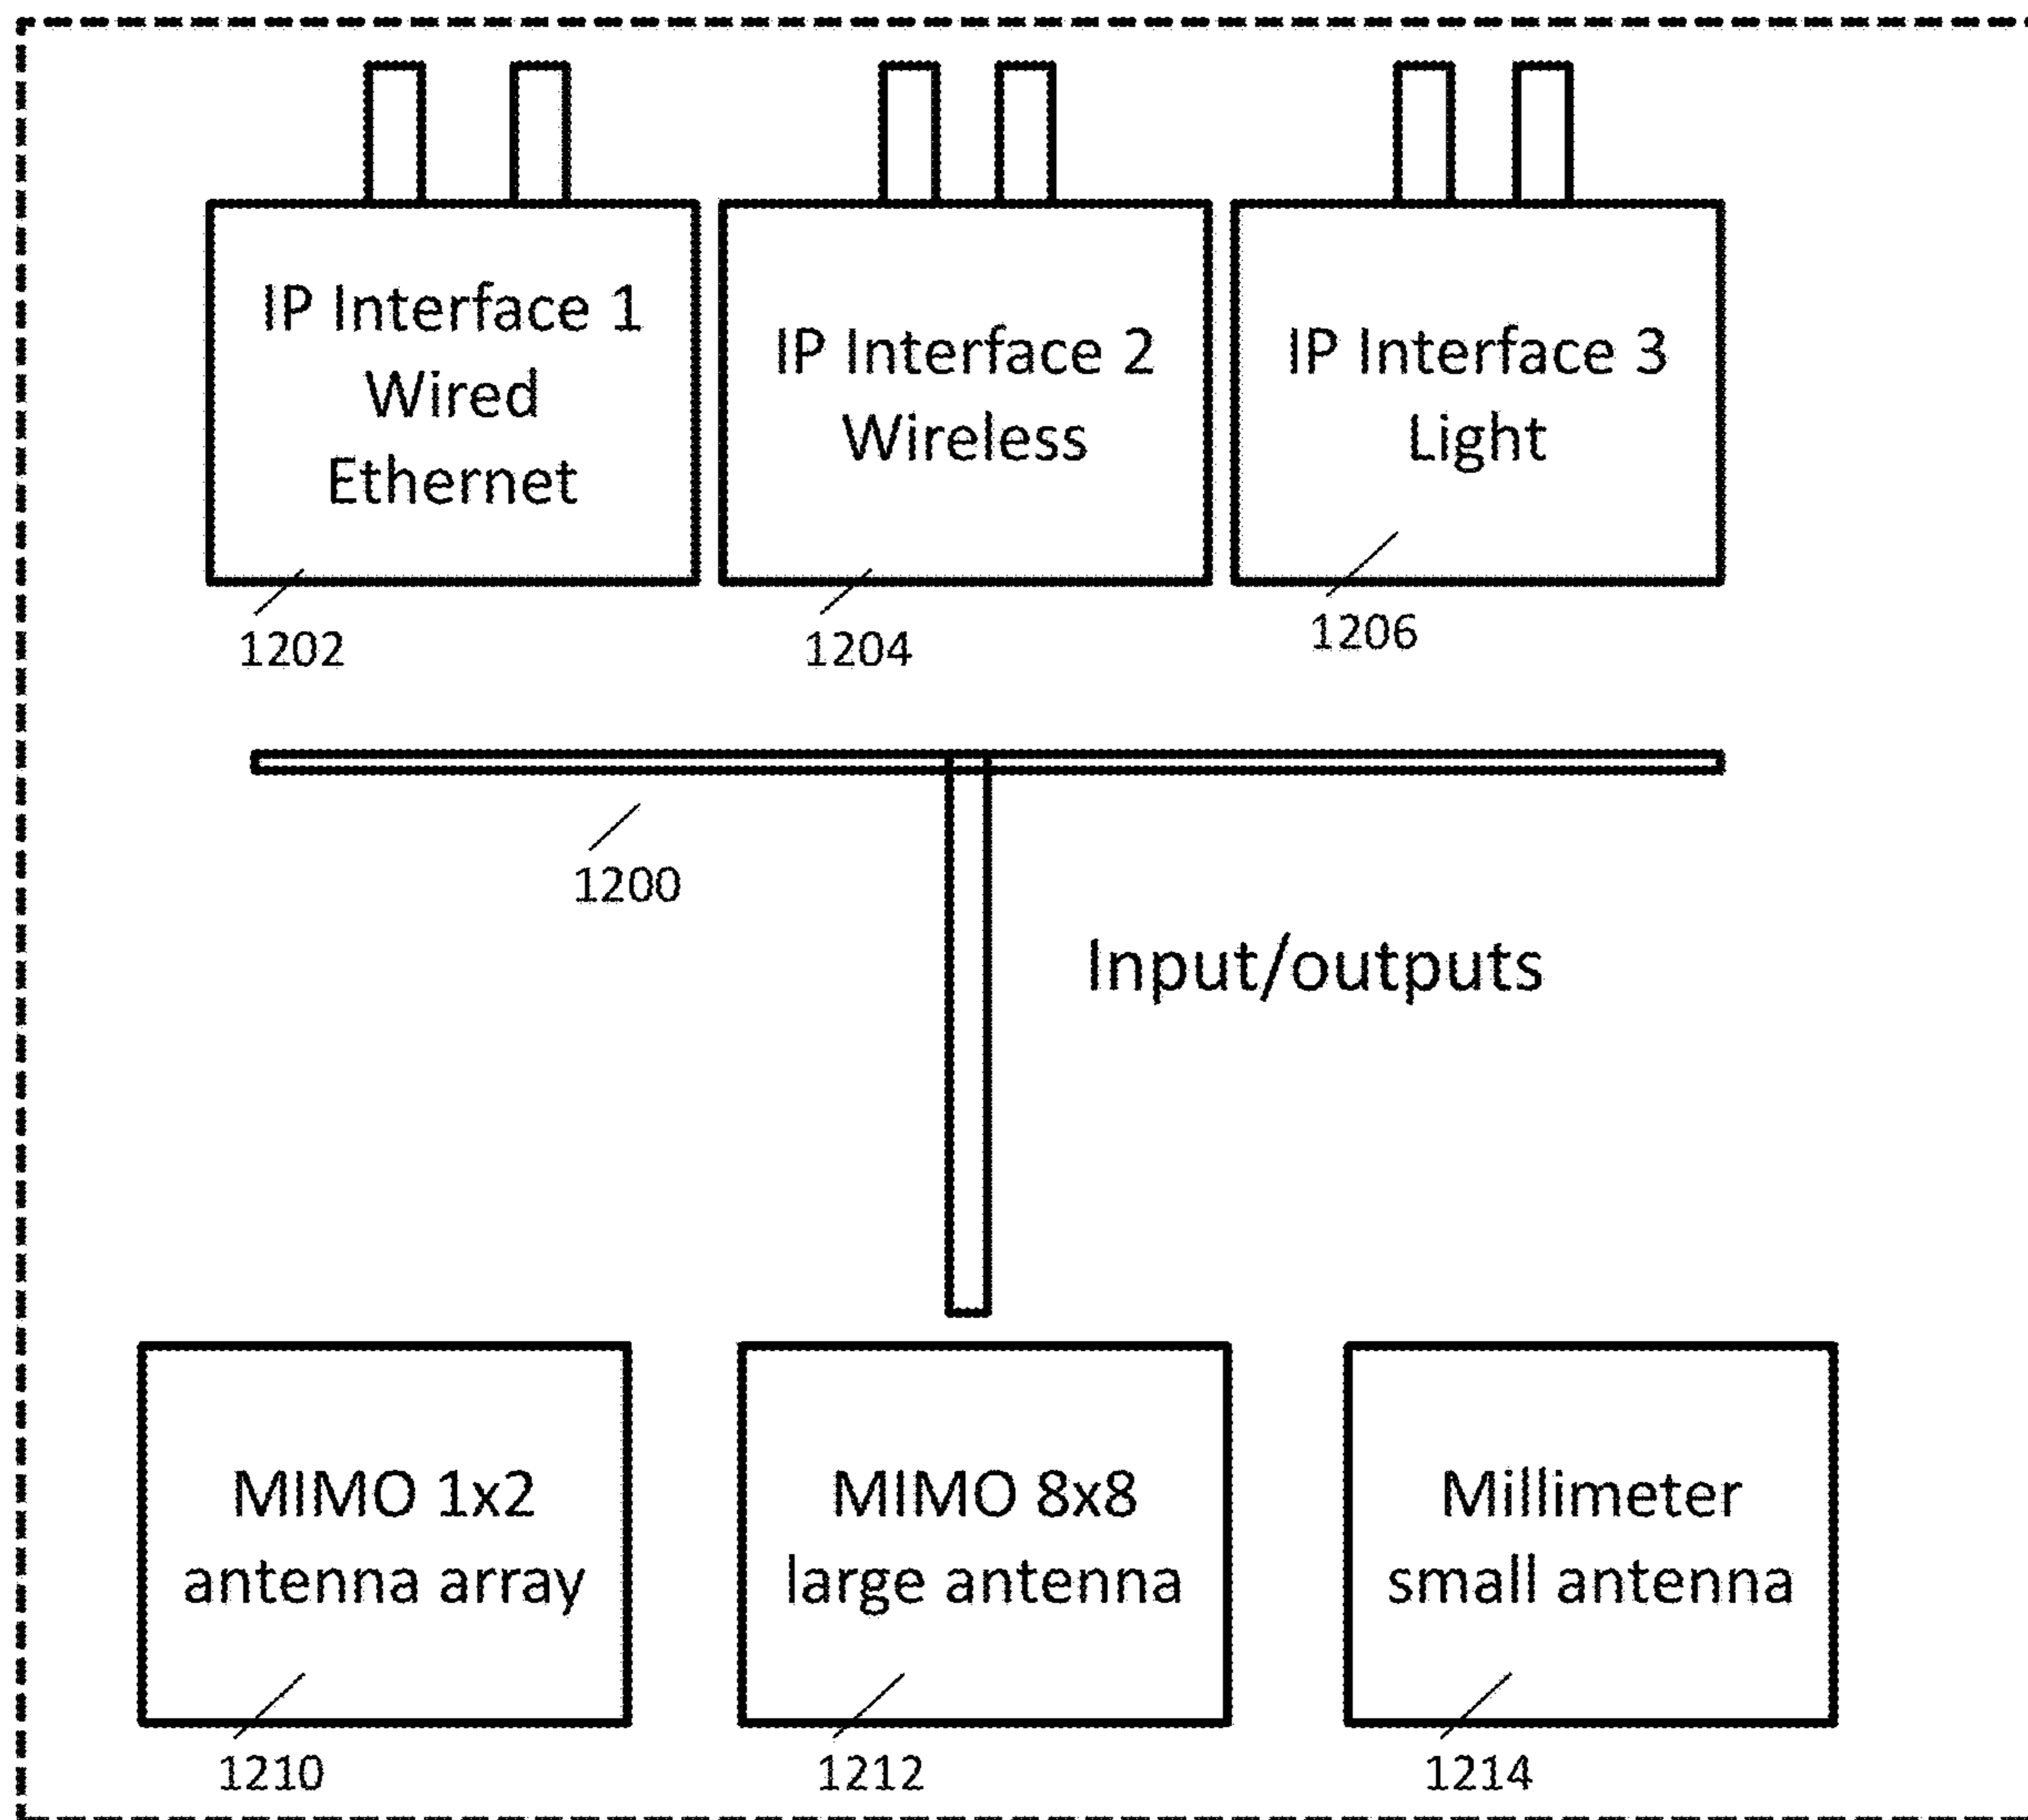 IP Interface 1
Wired
Ethernet
IP Interface 2
Wireless
IP Interface 3
Light
1202
1204
1206
1200
Input/outputs
MIMO 1x2
antenna array
MIMO 8x8
large antenna
Millimeter
small antenna
1210
1212
1214